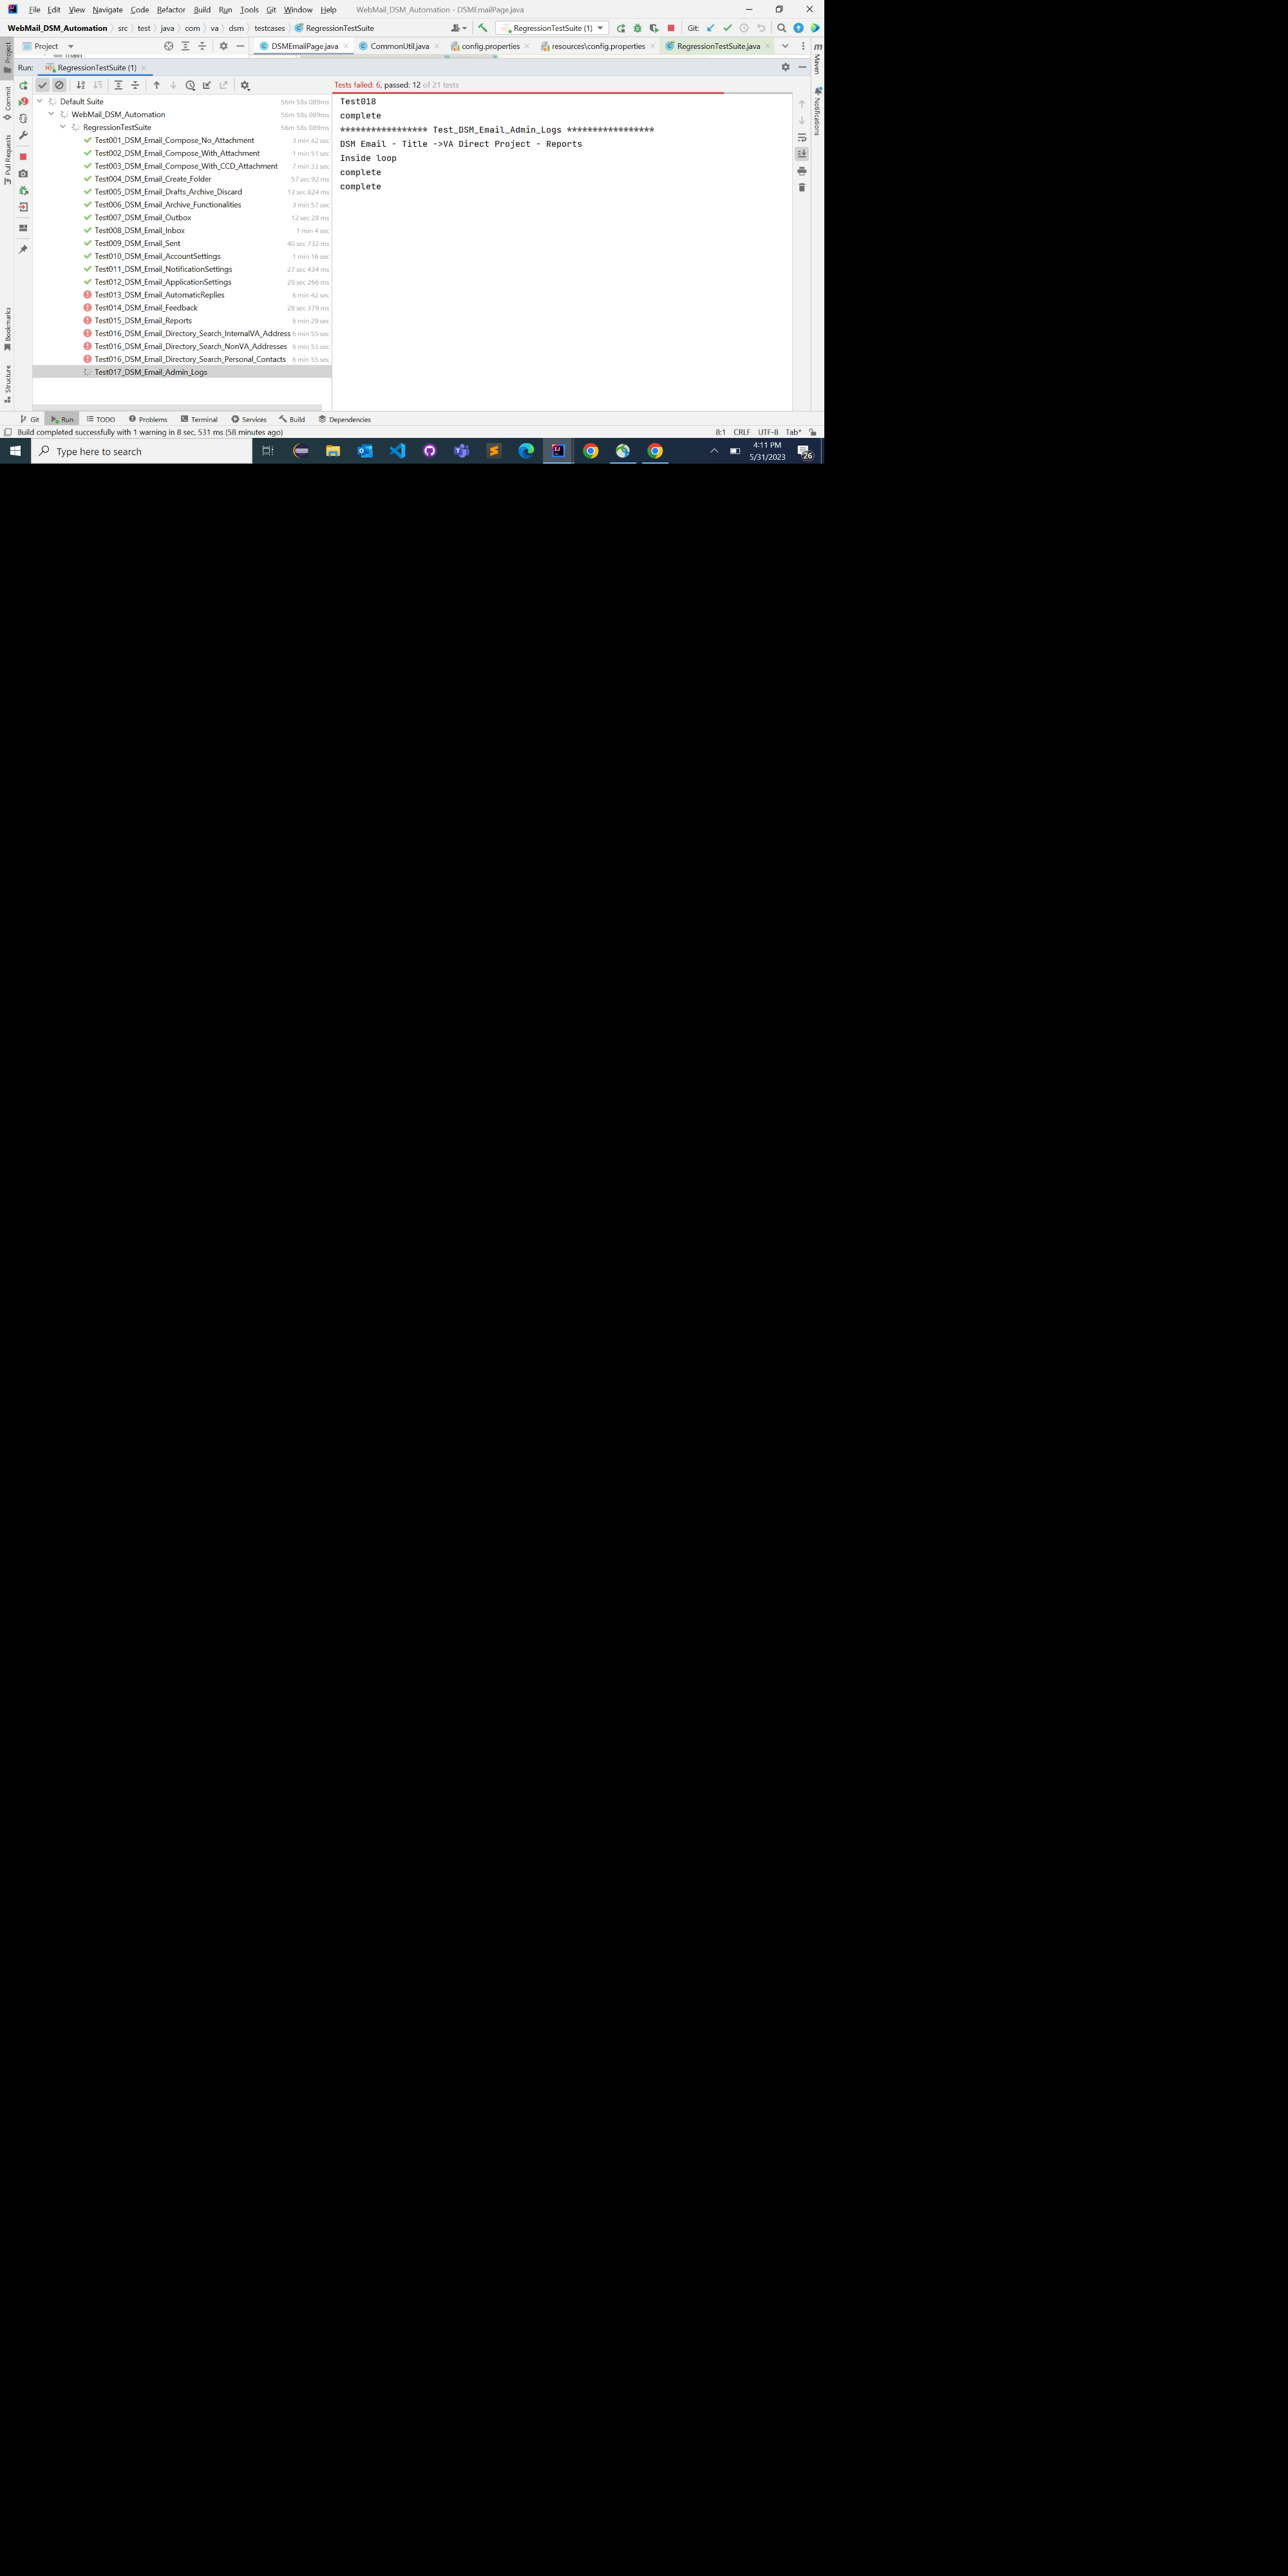 File Edit View Navigate Code Refactor Build Run Tools Git Window Help WebMail_DSM_Automation - DSMEmailPage.java
WebMail_DSM_Automation src test java com va dsm testcases RegressionTestSuite RegressionTestSuite (1) Git:
Project DSMEmailPage.java CommonUtil.java config.properties resources\config.properties RegressionTestSuite.java
Run: RegressionTestSuite (1)
Tests failed: 6, passed: 12 of 21 tests
Default Suite 56m 58s 089ms
WebMail_DSM_Automation 56m 58s 089ms
RegressionTestSuite 56m 58s 089ms
Test001_DSM_Email_Compose_No_Attachment 3 min 42 sec
Test002_DSM_Email_Compose_With_Attachment 1 min 51 sec
Test003_DSM_Email_Compose_With_CCD_Attachment 7 min 33 sec
Test004_DSM_Email_Create_Folder 57 sec 92 ms
Test005_DSM_Email_Drafts_Archive_Discard 13 sec 824 ms
Test006_DSM_Email_Archive_Functionalities 3 min 57 sec
Test007_DSM_Email_Outbox 12 sec 28 ms
Test008_DSM_Email_Inbox 1 min 4 sec
Test009_DSM_Email_Sent 40 sec 732 ms
Test010_DSM_Email_AccountSettings 1 min 16 sec
Test011_DSM_Email_NotificationSettings 27 sec 434 ms
Test012_DSM_Email_ApplicationSettings 29 sec 266 ms
Test013_DSM_Email_AutomaticReplies 6 min 42 sec
Test014_DSM_Email_Feedback 28 sec 379 ms
Test015_DSM_Email_Reports 6 min 29 sec
Test016_DSM_Email_Directory_Search_InternalVA_Address 6 min 55 sec
Test016_DSM_Email_Directory_Search_NonVA_Addresses 6 min 53 sec
Test016_DSM_Email_Directory_Search_Personal_Contacts 6 min 55 sec
Test017_DSM_Email_Admin_Logs
Test018
complete
***************** Test_DSM_Email_Admin_Logs *****************
DSM Email - Title ->VA Direct Project - Reports
Inside loop
complete
complete
Project
Commit
Pull Requests
Bookmarks
Structure
Maven
Notifications
Git Run TODO Problems Terminal Services Build Dependencies
Build completed successfully with 1 warning in 8 sec, 531 ms (58 minutes ago) 8:1 CRLF UTF-8 Tab*
Type here to search
4:11 PM
5/31/2023
26